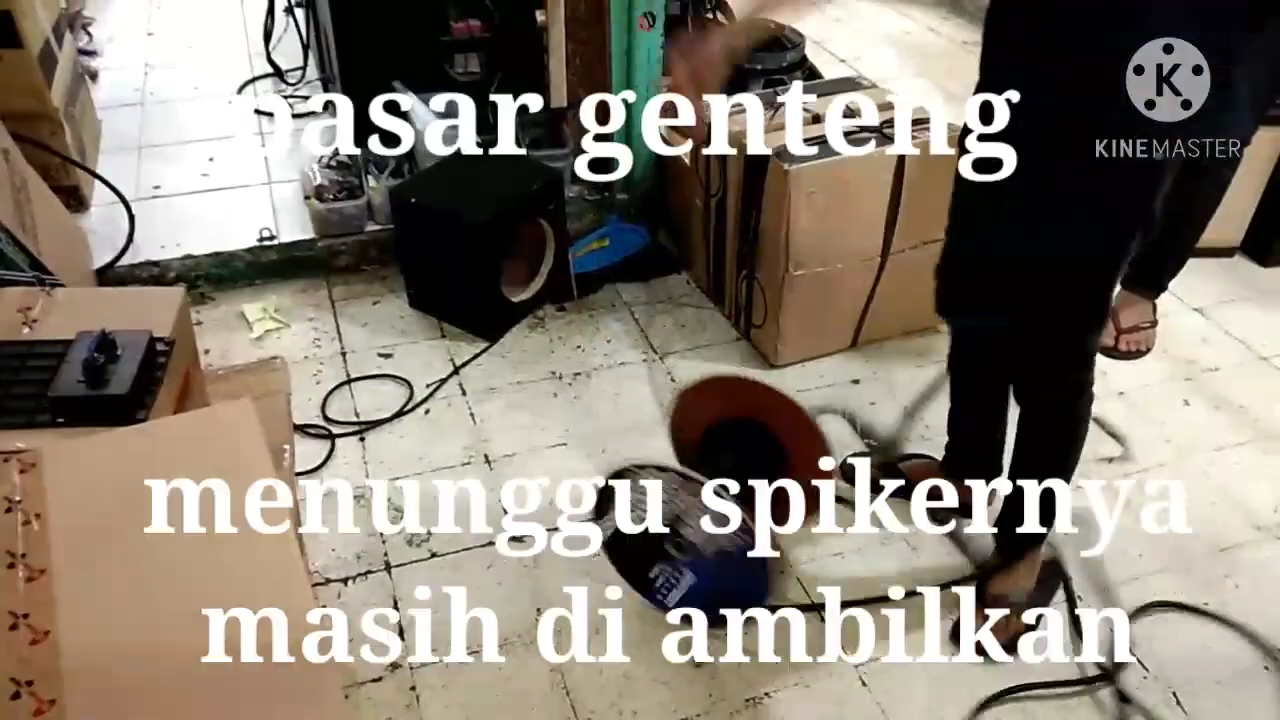 pasar genteng
KINEMASTER
menunggu spikernya
masih di ambilkan